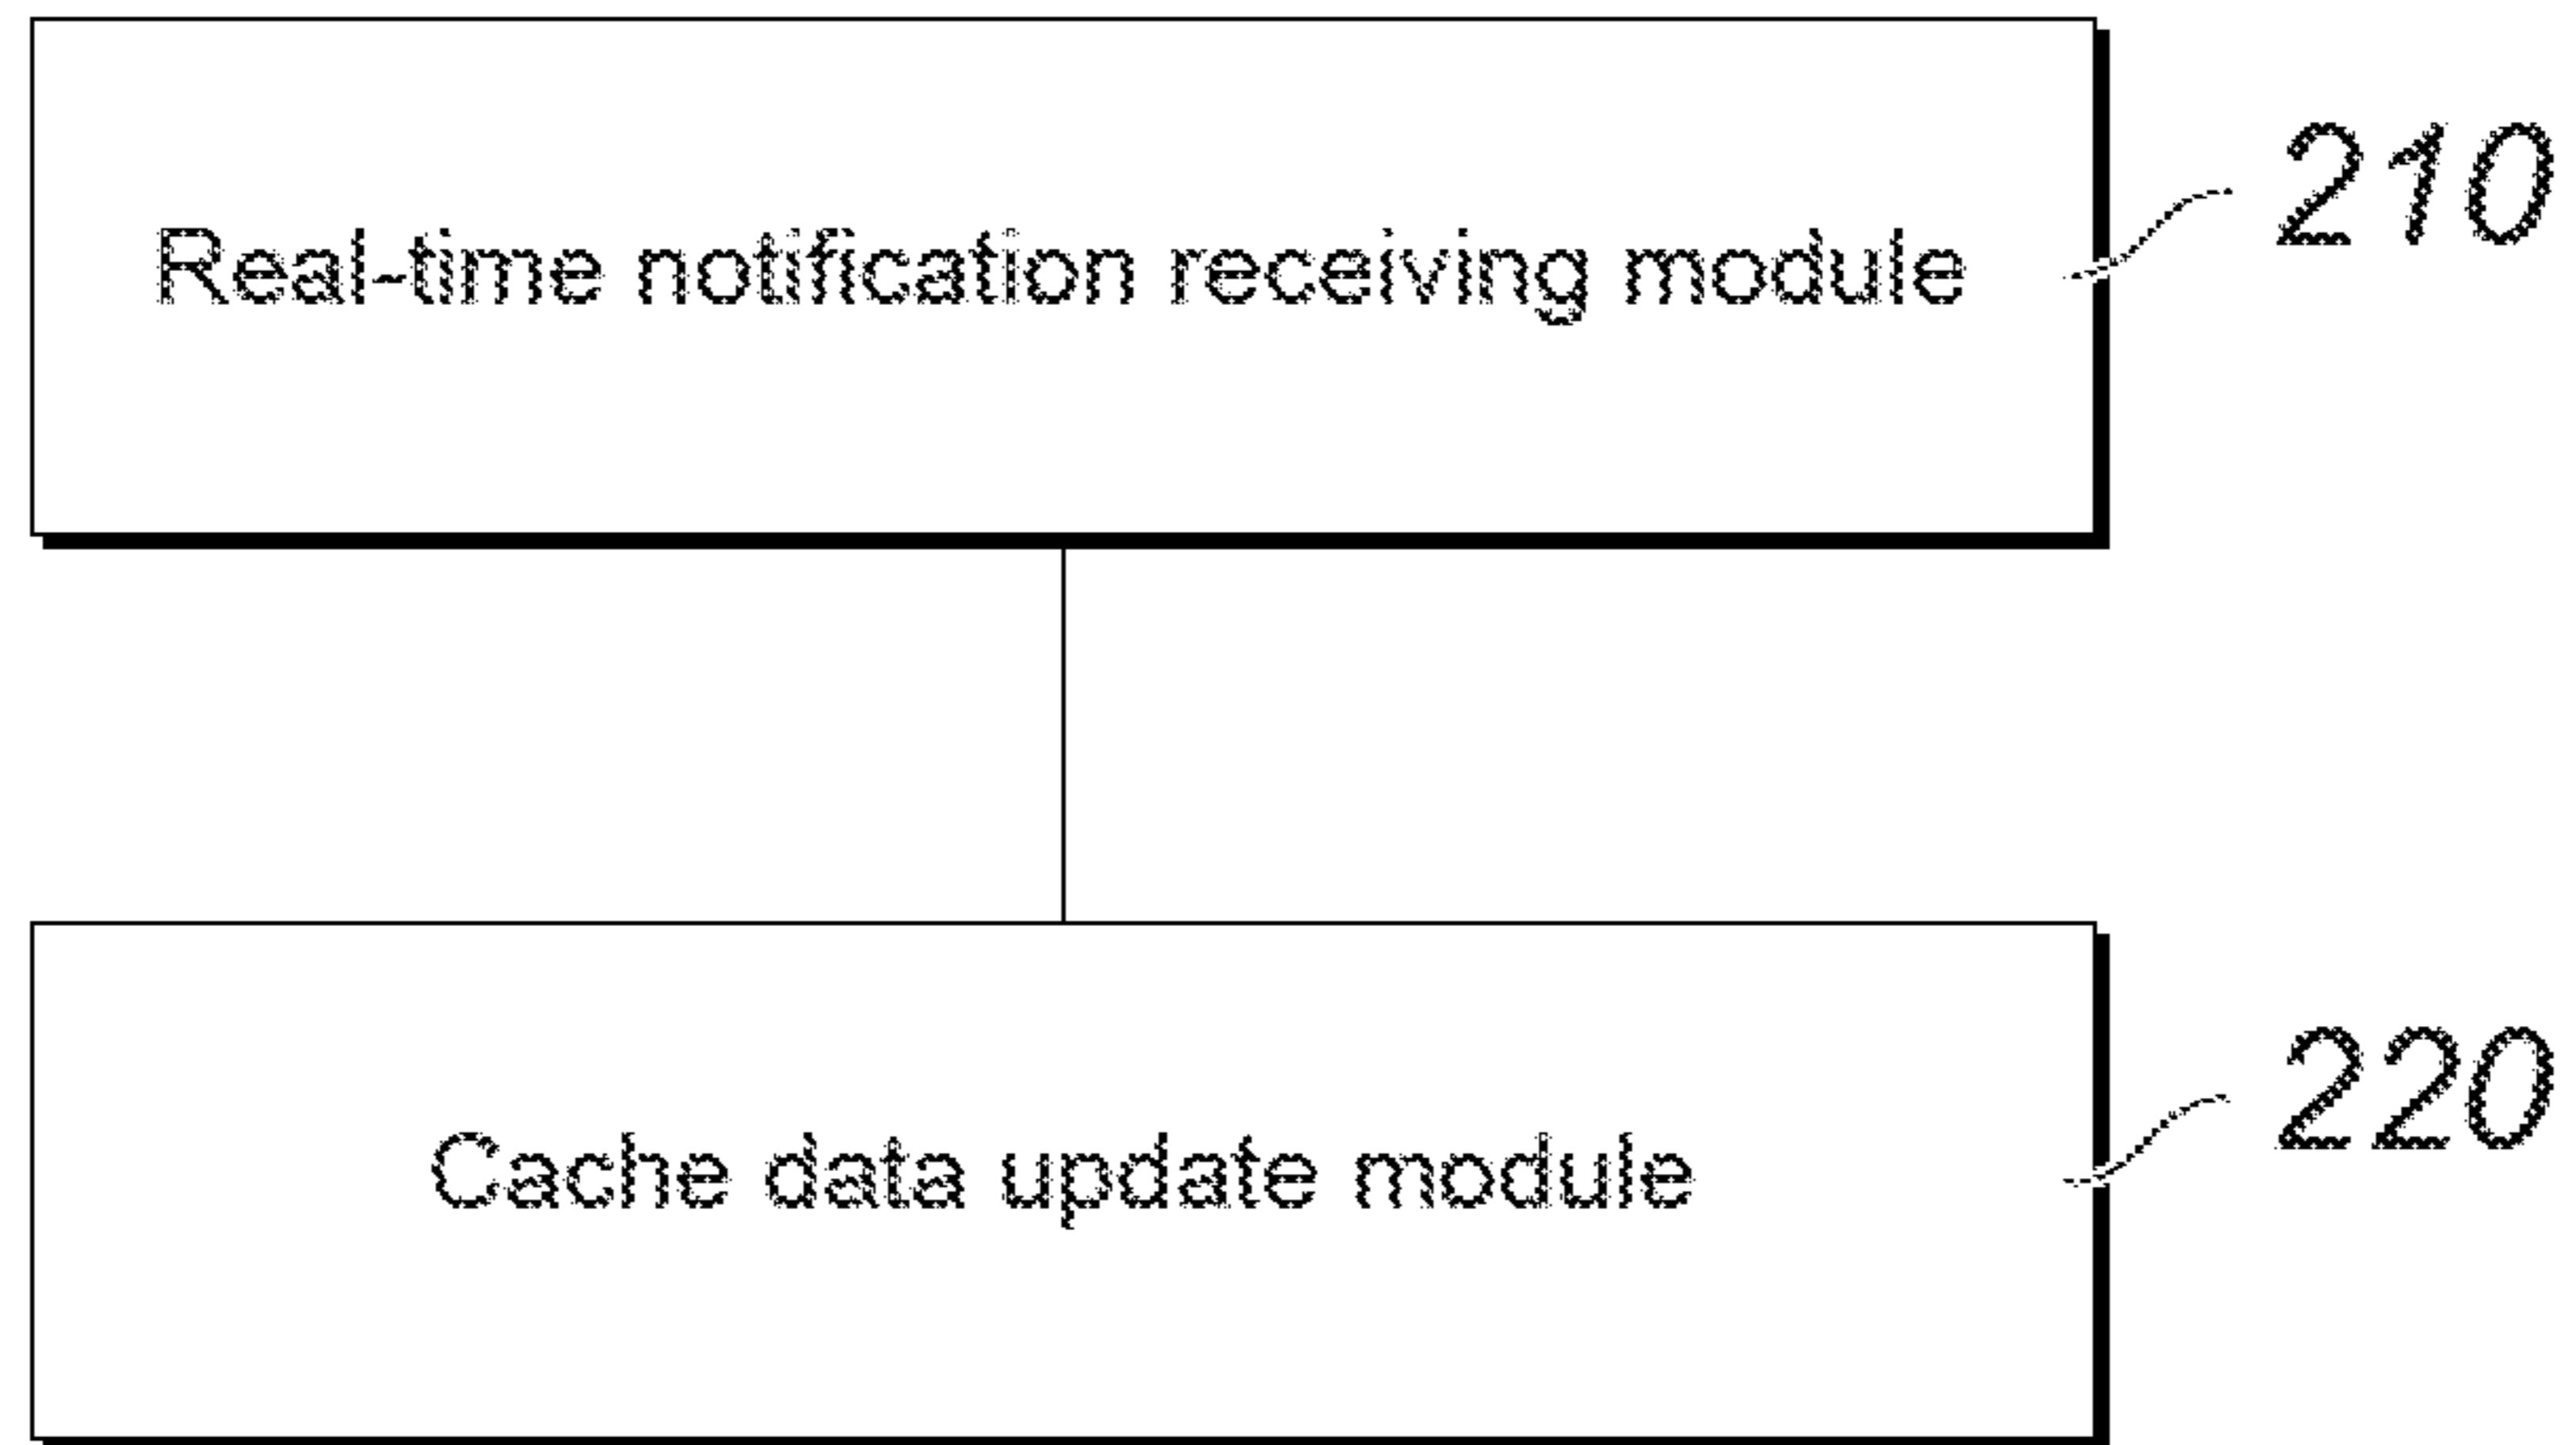 Real-time notification receiving module
210
Cache data update module
220